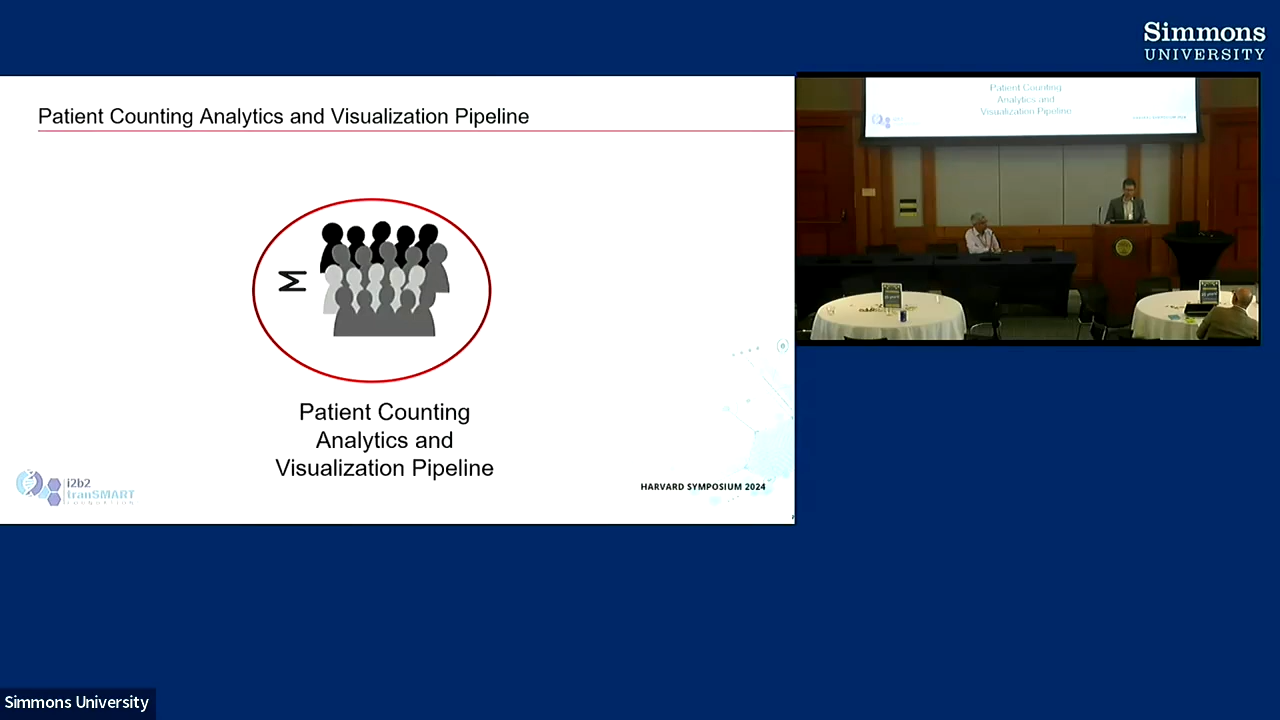 Simmons
UNIVERSITY
Patient Counting Analytics and Visualization Pipeline
Patient Counting
Analytics and
Visualization Pipeline
Σ
Patient Counting
Analytics and
Visualization Pipeline
i2b2
tranSMART
FOUNDATION
HARVARD SYMPOSIUM 2024
Simmons University